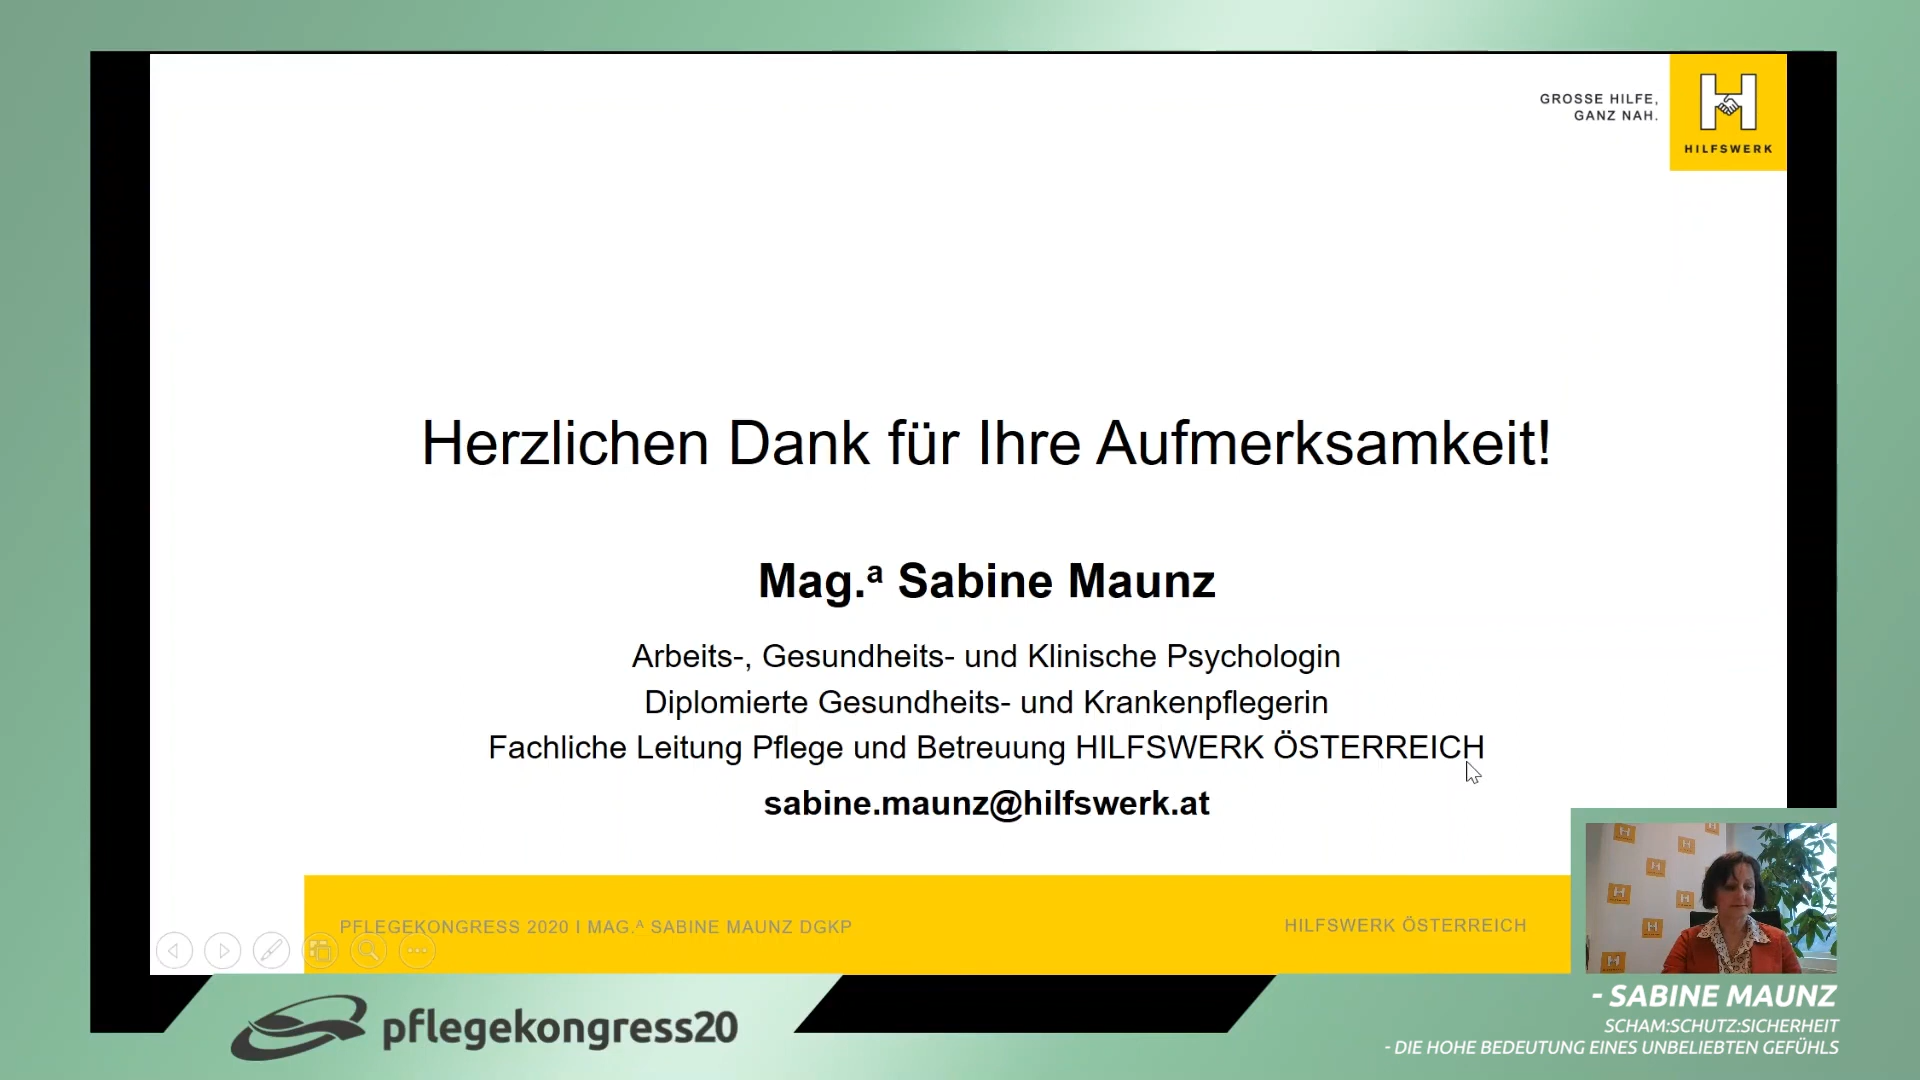 GROSSE HILFE,
GANZ NAH.
HILFSWERK
Herzlichen Dank für Ihre Aufmerksamkeit!
Mag.ª Sabine Maunz
Arbeits-, Gesundheits- und Klinische Psychologin
Diplomierte Gesundheits- und Krankenpflegerin
Fachliche Leitung Pflege und Betreuung HILFSWERK ÖSTERREICH
sabine.maunz@hilfswerk.at
PFLEGEKONGRESS 2020 I MAG.ᴬ SABINE MAUNZ DGKP
HILFSWERK ÖSTERREICH
pflegekongress20
- SABINE MAUNZ
SCHAM:SCHUTZ:SICHERHEIT
- DIE HOHE BEDEUTUNG EINES UNBELIEBTEN GEFÜHLS